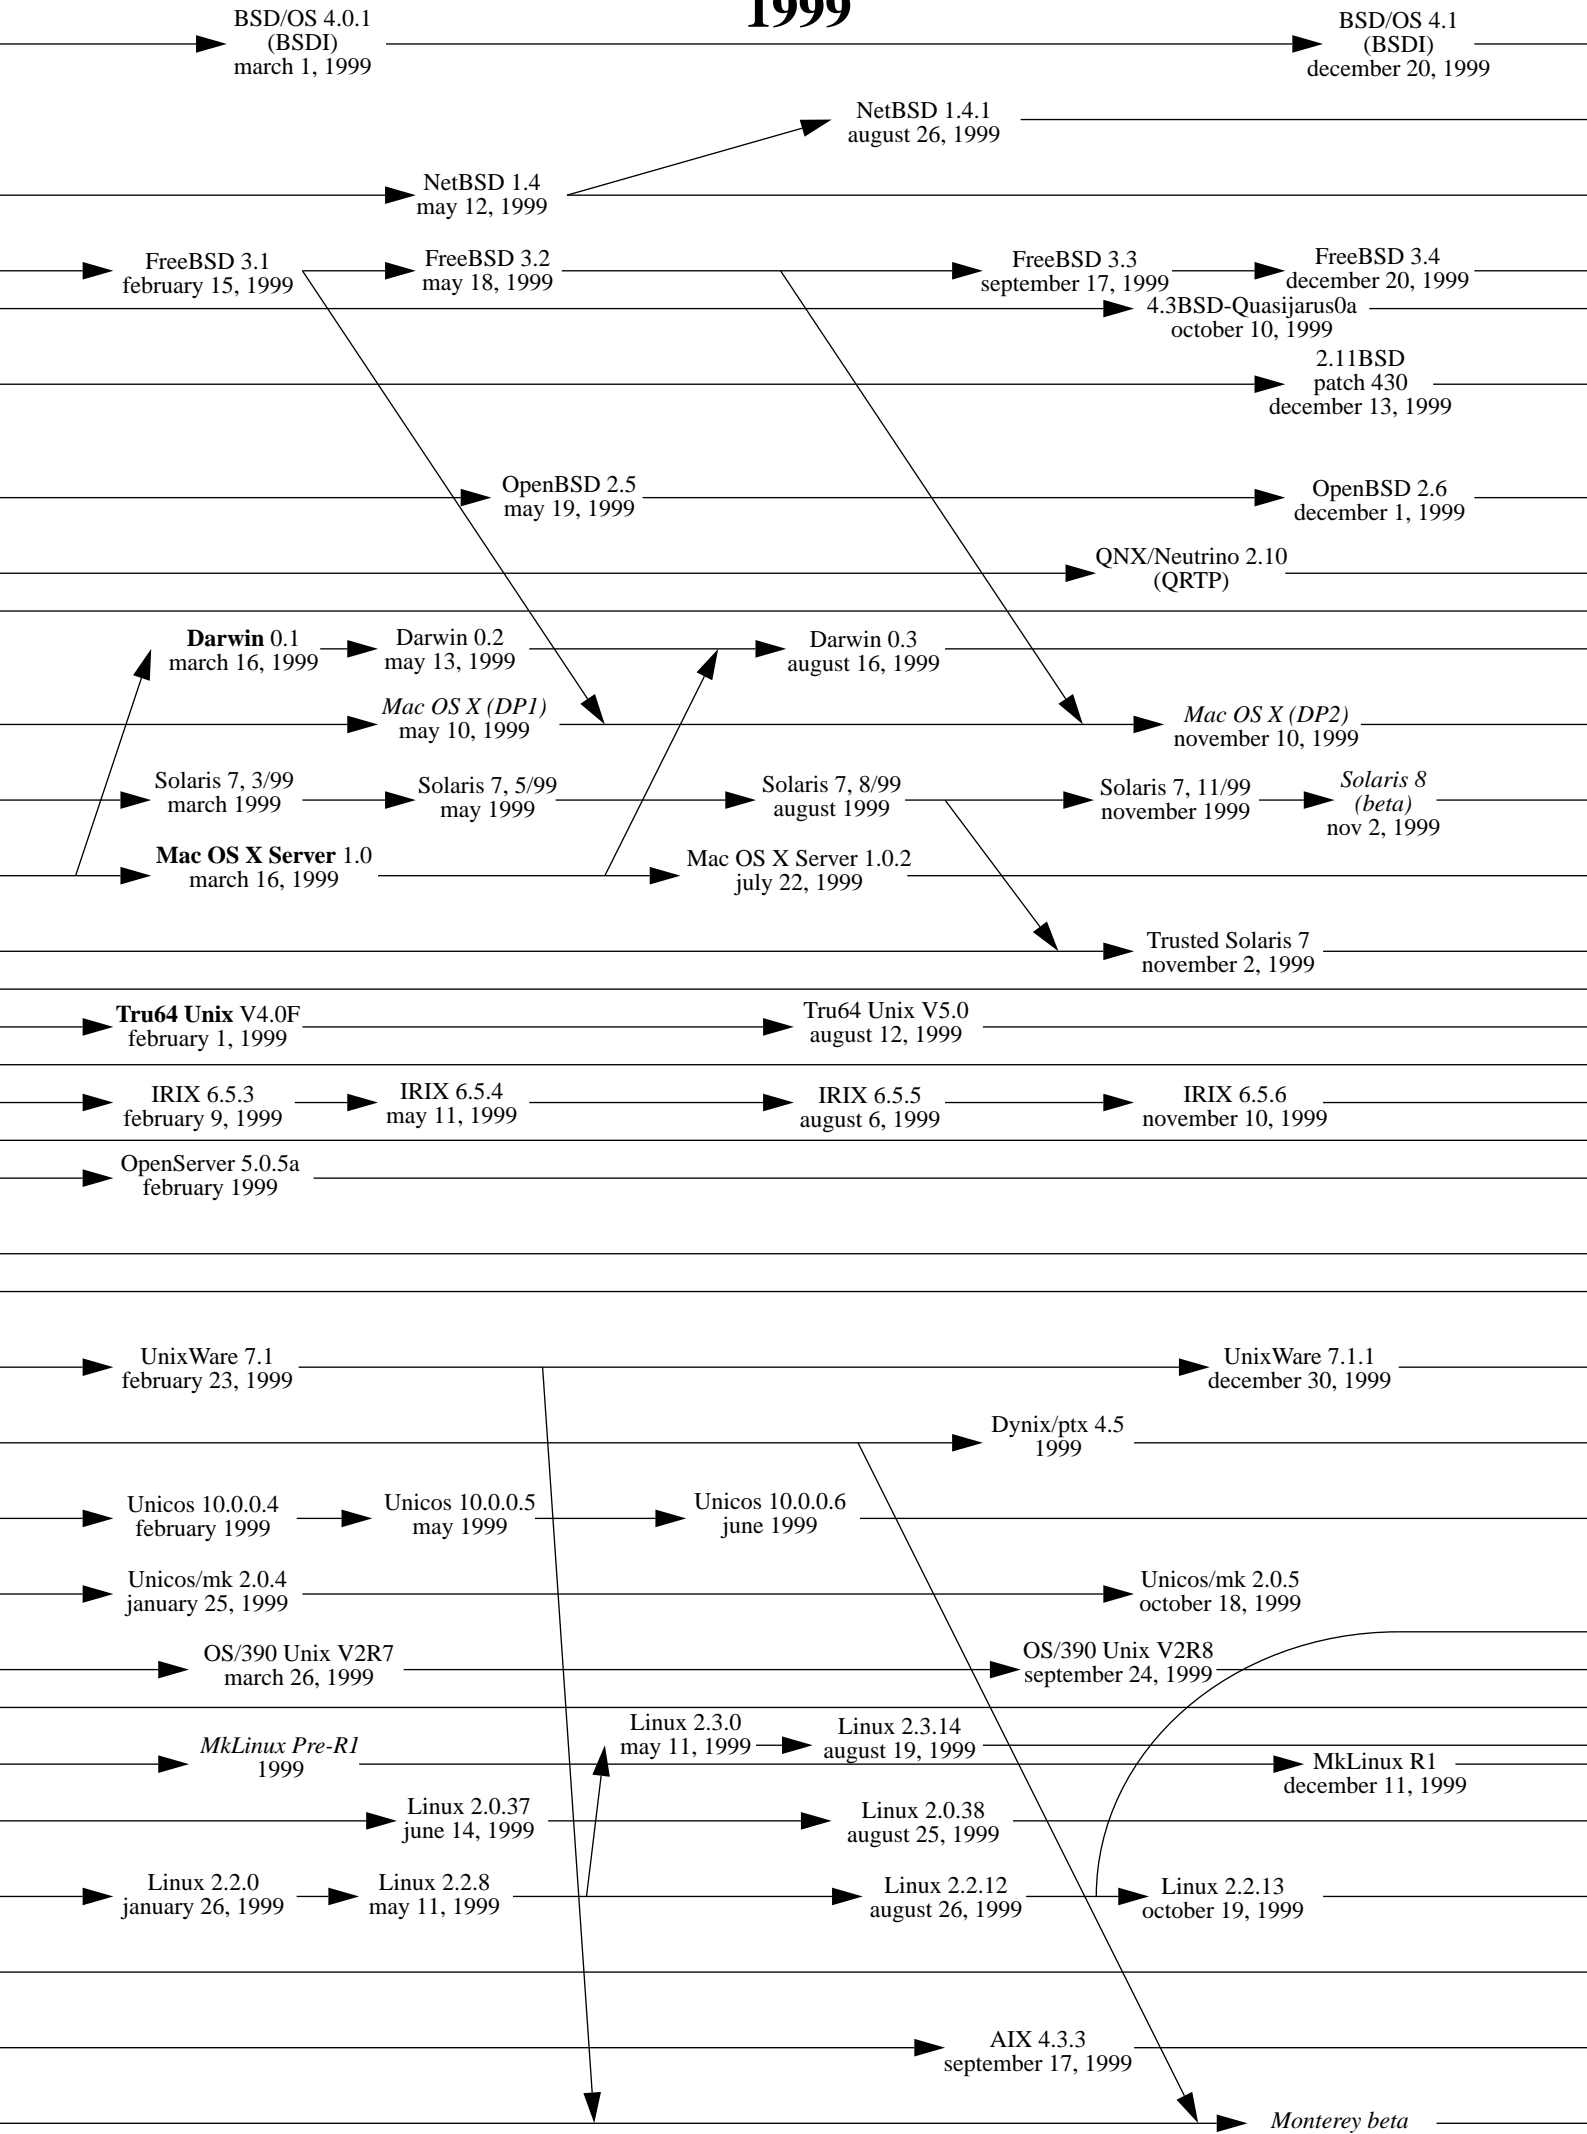 1999
BSD/OS 4.0.1
(BSDI)
march 1, 1999
BSD/OS 4.1
(BSDI)
december 20, 1999
NetBSD 1.4.1
august 26, 1999
NetBSD 1.4
may 12, 1999
FreeBSD 3.1
february 15, 1999
FreeBSD 3.2
may 18, 1999
FreeBSD 3.3
september 17, 1999
FreeBSD 3.4
december 20, 1999
4.3BSD-Quasijarus0a
october 10, 1999
2.11BSD
patch 430
december 13, 1999
OpenBSD 2.5
may 19, 1999
OpenBSD 2.6
december 1, 1999
QNX/Neutrino 2.10
(QRTP)
Darwin 0.1
march 16, 1999
Darwin 0.2
may 13, 1999
Darwin 0.3
august 16, 1999
Mac OS X (DP1)
may 10, 1999
Mac OS X (DP2)
november 10, 1999
Solaris 7, 3/99
march 1999
Solaris 7, 5/99
may 1999
Solaris 7, 8/99
august 1999
Solaris 7, 11/99
november 1999
Solaris 8
(beta)
nov 2, 1999
Mac OS X Server 1.0
march 16, 1999
Mac OS X Server 1.0.2
july 22, 1999
Trusted Solaris 7
november 2, 1999
Tru64 Unix V4.0F
february 1, 1999
Tru64 Unix V5.0
august 12, 1999
IRIX 6.5.3
february 9, 1999
IRIX 6.5.4
may 11, 1999
IRIX 6.5.5
august 6, 1999
IRIX 6.5.6
november 10, 1999
OpenServer 5.0.5a
february 1999
UnixWare 7.1
february 23, 1999
UnixWare 7.1.1
december 30, 1999
Dynix/ptx 4.5
1999
Unicos 10.0.0.4
february 1999
Unicos 10.0.0.5
may 1999
Unicos 10.0.0.6
june 1999
Unicos/mk 2.0.4
january 25, 1999
Unicos/mk 2.0.5
october 18, 1999
OS/390 Unix V2R7
march 26, 1999
OS/390 Unix V2R8
september 24, 1999
Linux 2.3.0
may 11, 1999
Linux 2.3.14
august 19, 1999
MkLinux Pre-R1
1999
MkLinux R1
december 11, 1999
Linux 2.0.37
june 14, 1999
Linux 2.0.38
august 25, 1999
Linux 2.2.0
january 26, 1999
Linux 2.2.8
may 11, 1999
Linux 2.2.12
august 26, 1999
Linux 2.2.13
october 19, 1999
AIX 4.3.3
september 17, 1999
Monterey beta